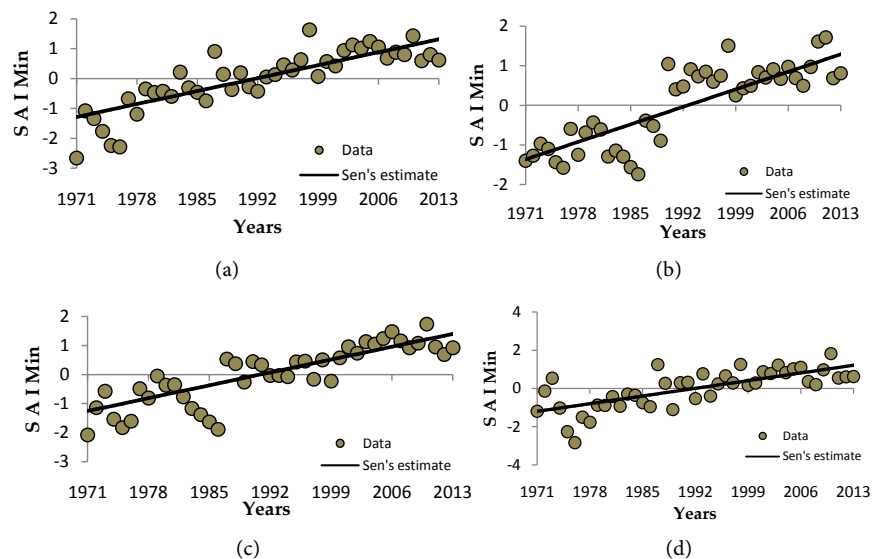 2
1
0
-1
-2
-3
S A I Min
Data
Sen's estimate
1971 1978 1985 1992 1999 2006 2013
Years
(a)
2
1
0
-1
-2
S A I Min
Data
Sen's estimate
1971 1978 1985 1992 1999 2006 2013
Years
(b)
2
1
0
-1
-2
-3
S A I Min
Data
Sen's estimate
1971 1978 1985 1992 1999 2006 2013
Years
(c)
4
2
0
-2
-4
S A I Min
Data
Sen's estimate
1971 1978 1985 1992 1999 2006 2013
Years
(d)